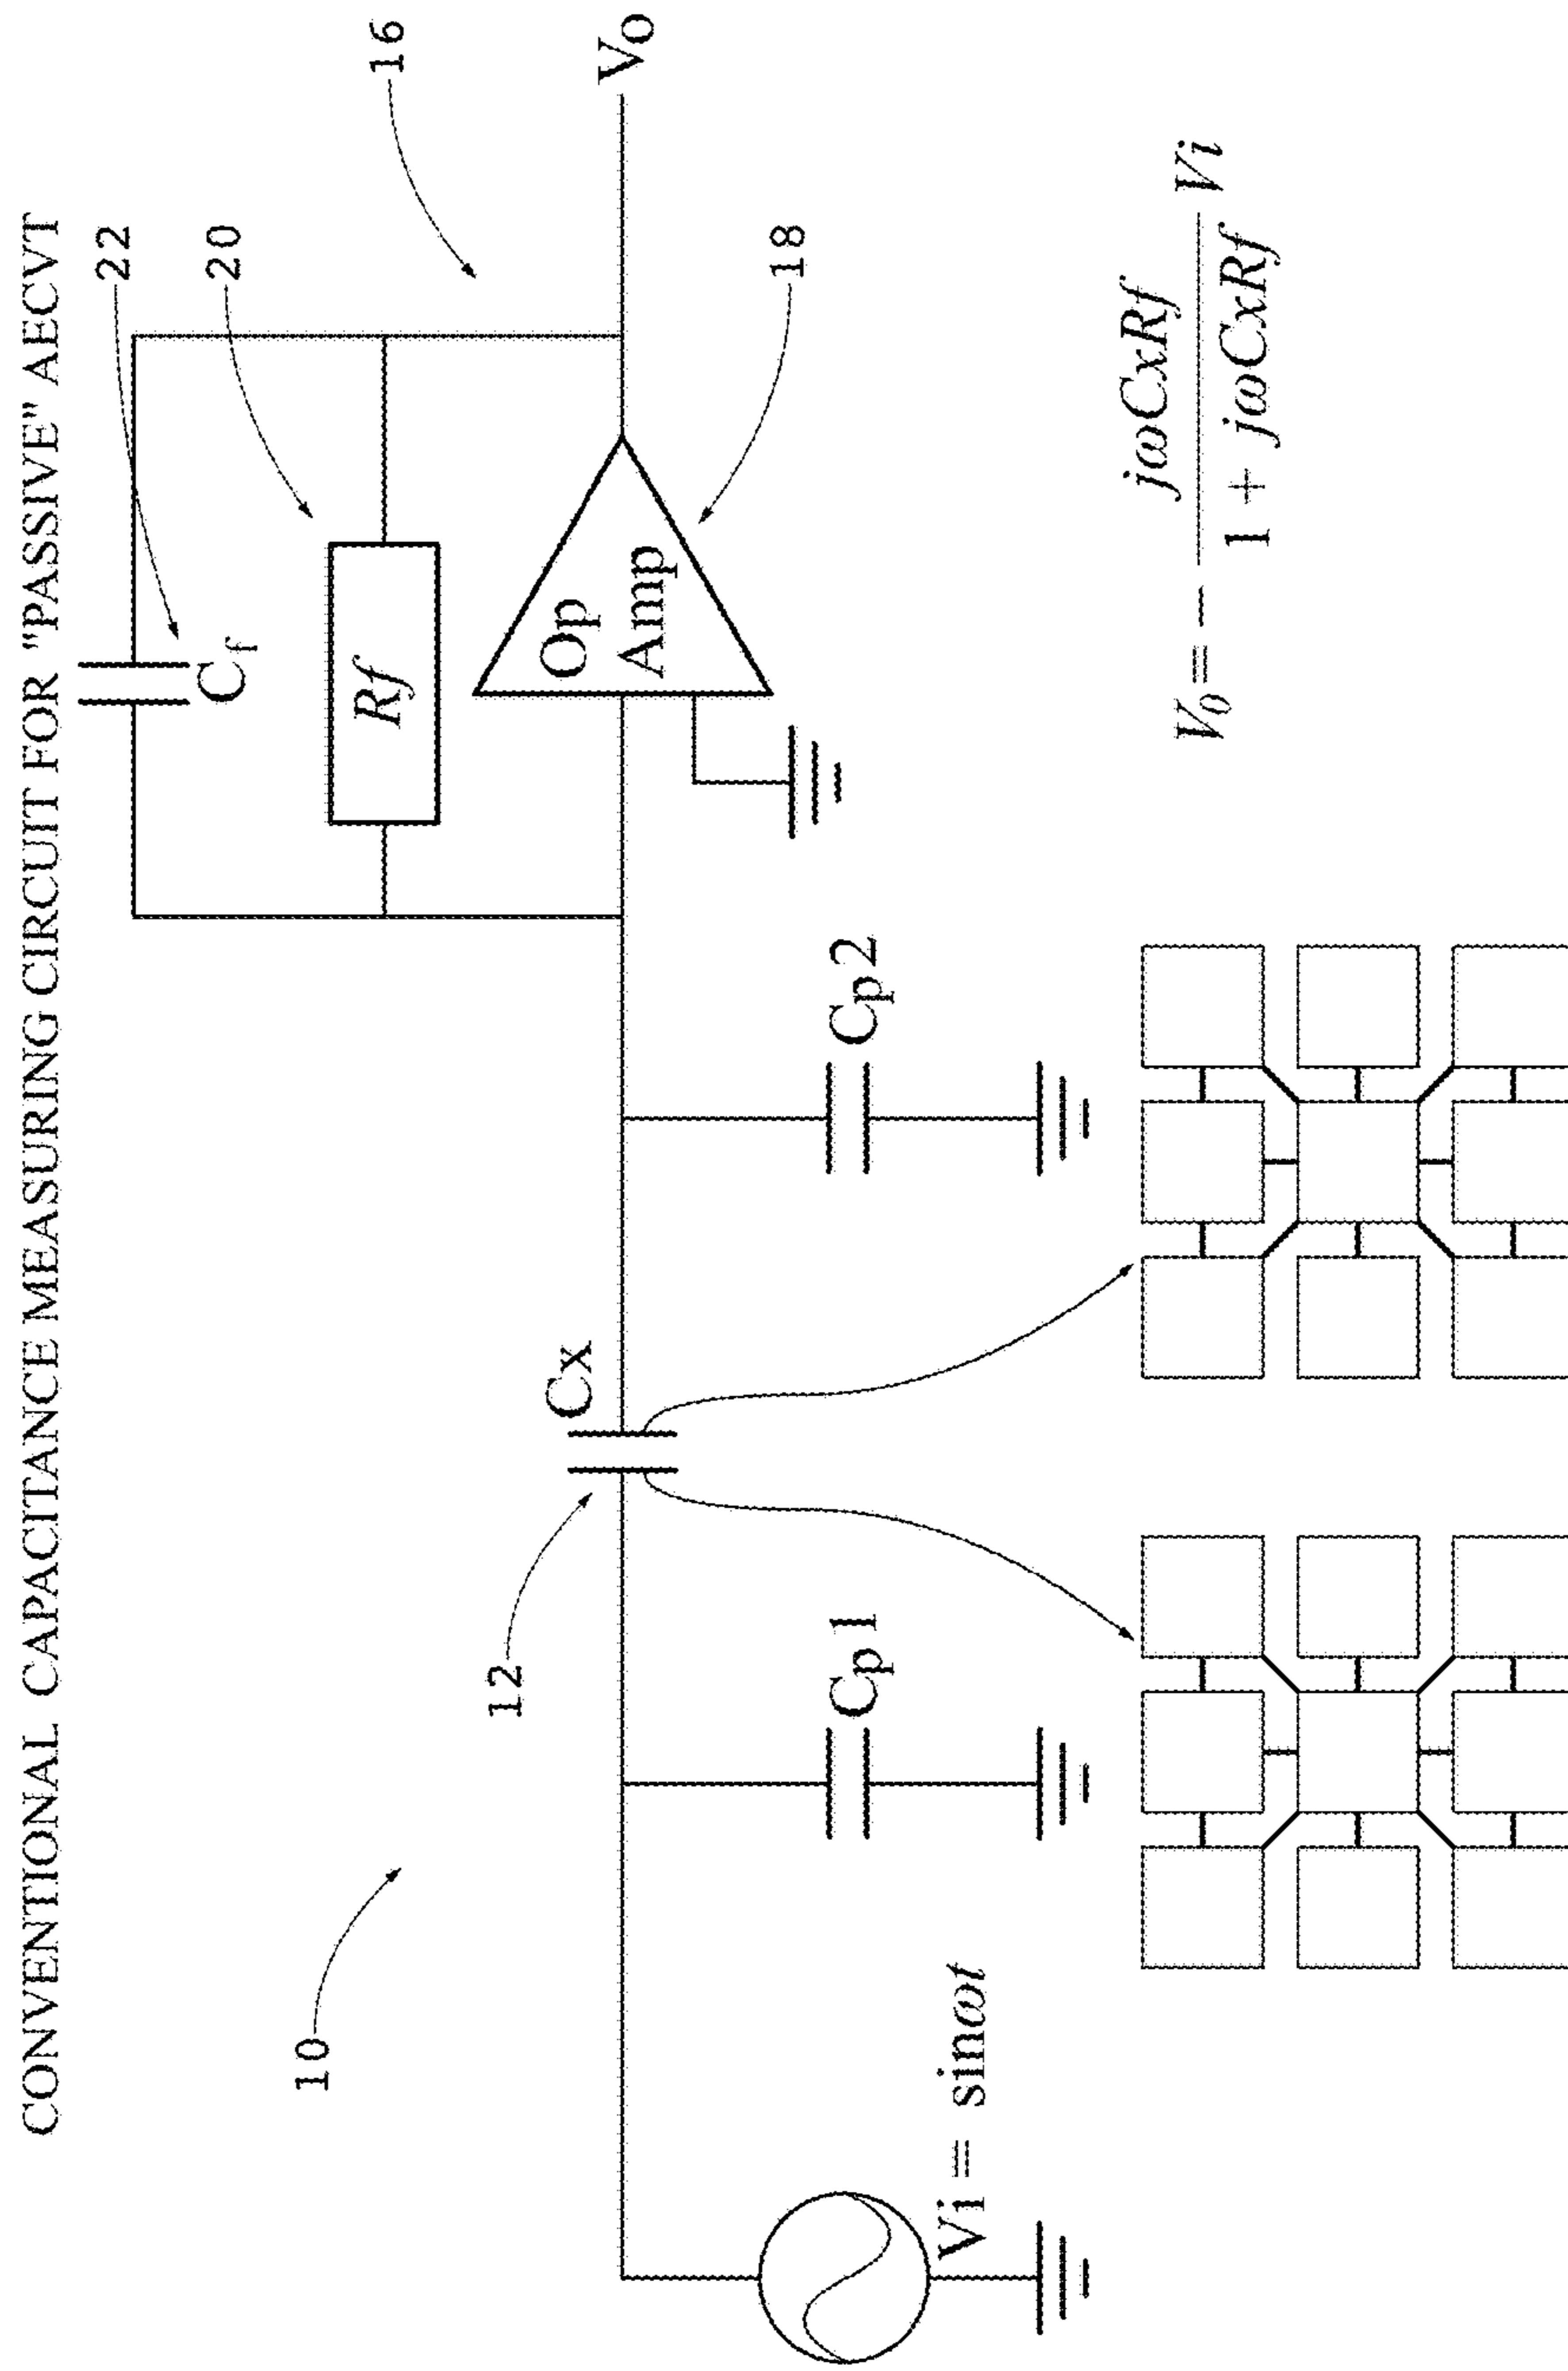 CONVENTIONAL CAPACITANCE MEASURING CIRCUIT FOR "PASSIVE" AECVT
22
Cf
20
Rf
16
10
12
Cx
Op
Amp
Vo
18
Cp1
Cp2
Vi = sinωt
V0 = − jωCxRf / 1 + jωCxRf Vi